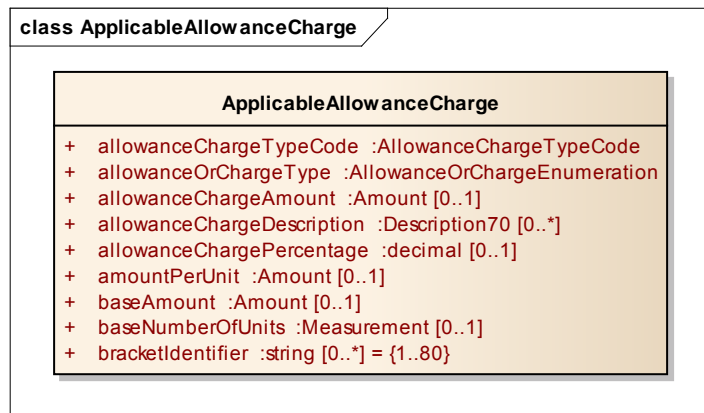 class ApplicableAllowanceCharge
ApplicableAllowanceCharge
+ allowanceChargeTypeCode :AllowanceChargeTypeCode
+ allowanceOrChargeType :AllowanceOrChargeEnumeration
+ allowanceChargeAmount :Amount [0..1]
+ allowanceChargeDescription :Description70 [0..*]
+ allowanceChargePercentage :decimal [0..1]
+ amountPerUnit :Amount [0..1]
+ baseAmount :Amount [0..1]
+ baseNumberOfUnits :Measurement [0..1]
+ bracketIdentifier :string [0..*] = {1..80}